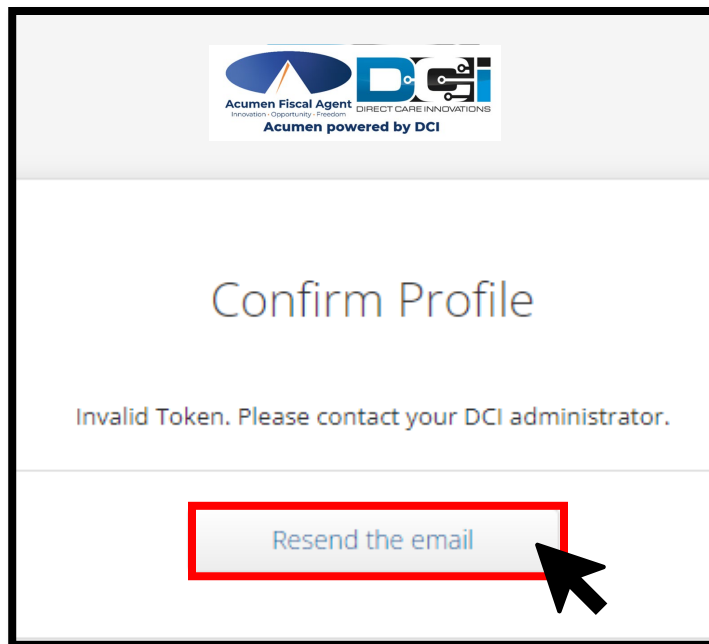 Acumen Fiscal Agent
Innovation - Opportunity - Freedom
DCi
DIRECT CARE INNOVATIONS
Acumen powered by DCI
Confirm Profile
Invalid Token. Please contact your DCI administrator.
Resend the email